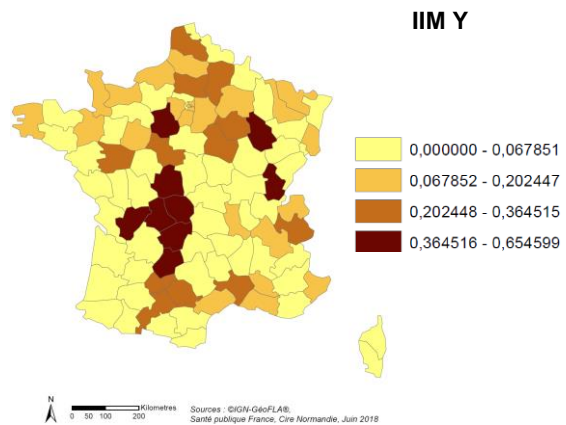 IIM Y
0,000000 - 0,067851
0,067852 - 0,202447
0,202448 - 0,364515
0,364516 - 0,654599
N
Kilometres
0 50 100 200
Sources : ©IGN-GéoFLA®,
Santé publique France, Cire Normandie, Juin 2018